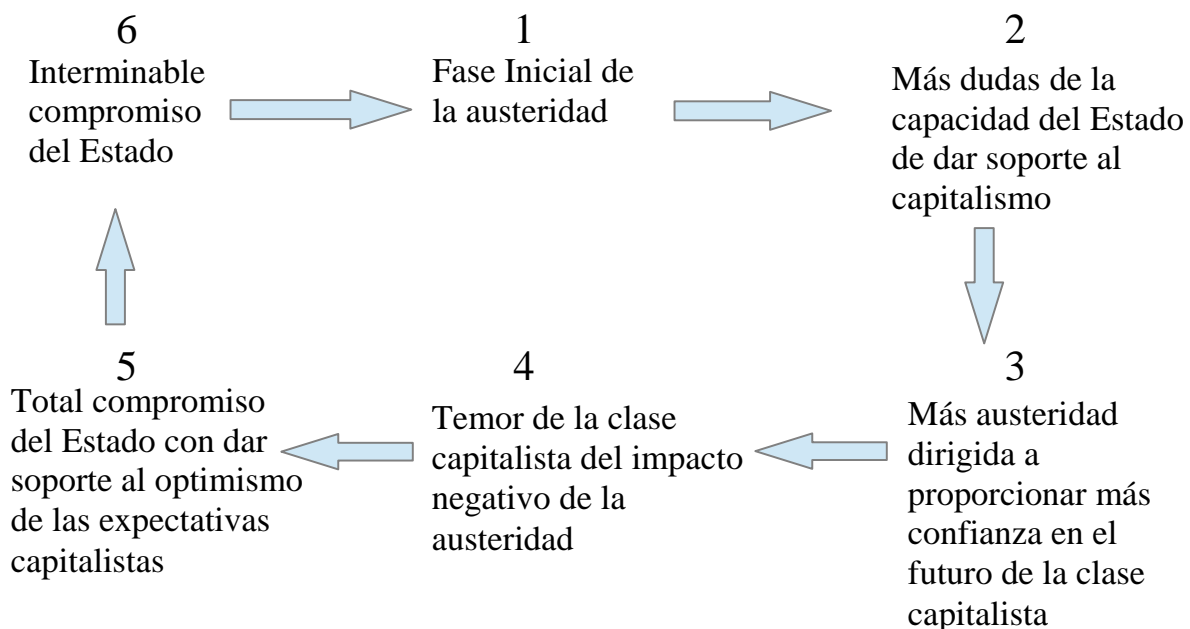 1
Fase Inicial de
la austeridad
2
Más dudas de la
capacidad del Estado
de dar soporte al
capitalismo
3
Más austeridad
dirigida a
proporcionar más
confianza en el
futuro de la clase
capitalista
4
Temor de la clase
capitalista del impacto
negativo de la
austeridad
5
Total compromiso
del Estado con dar
soporte al optimismo
de las expectativas
capitalistas
6
Interminable
compromiso
del Estado